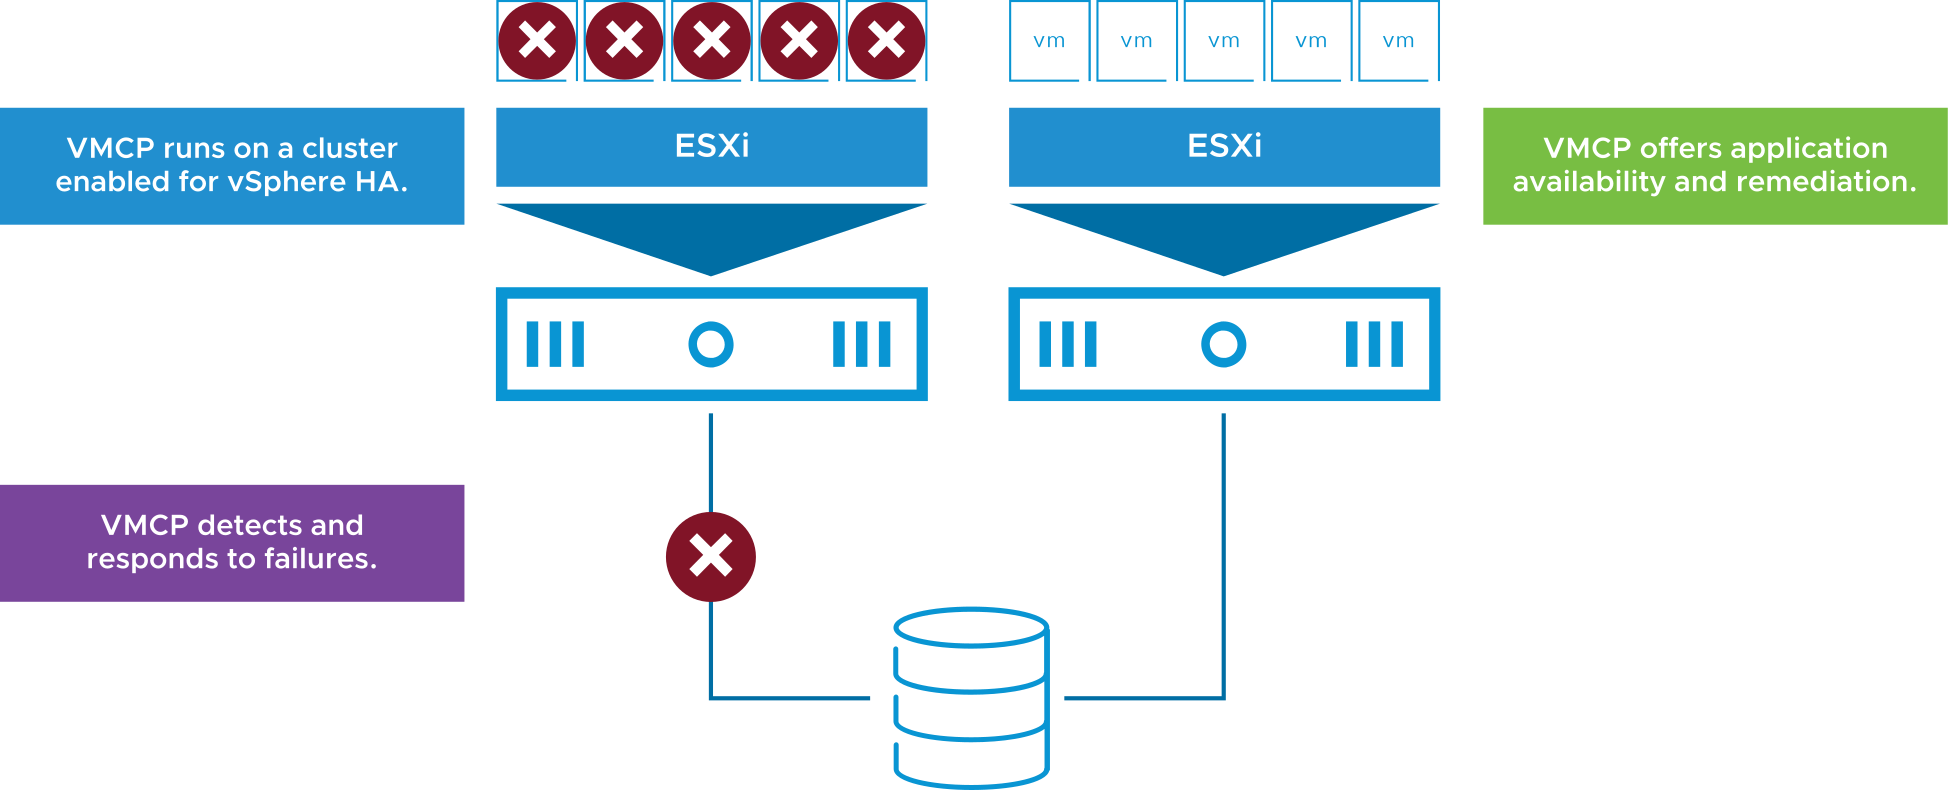 vm vm vm vm vm
VMCP runs on a cluster
enabled for vSphere HA.
ESXi
ESXi
VMCP offers application
availability and remediation.
VMCP detects and
responds to failures.